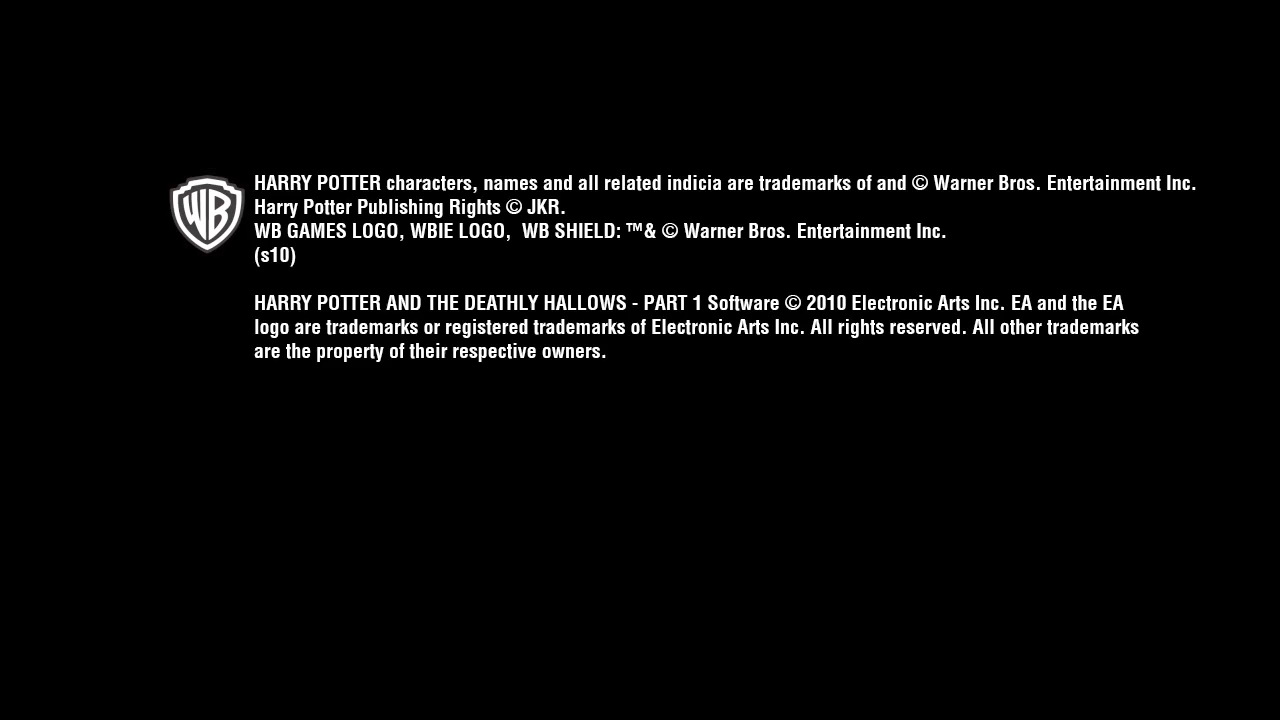 WB
HARRY POTTER characters, names and all related indicia are trademarks of and © Warner Bros. Entertainment Inc.
Harry Potter Publishing Rights © JKR.
WB GAMES LOGO, WBIE LOGO,  WB SHIELD: ™& © Warner Bros. Entertainment Inc.
(s10)
HARRY POTTER AND THE DEATHLY HALLOWS - PART 1 Software © 2010 Electronic Arts Inc. EA and the EA
logo are trademarks or registered trademarks of Electronic Arts Inc. All rights reserved. All other trademarks
are the property of their respective owners.